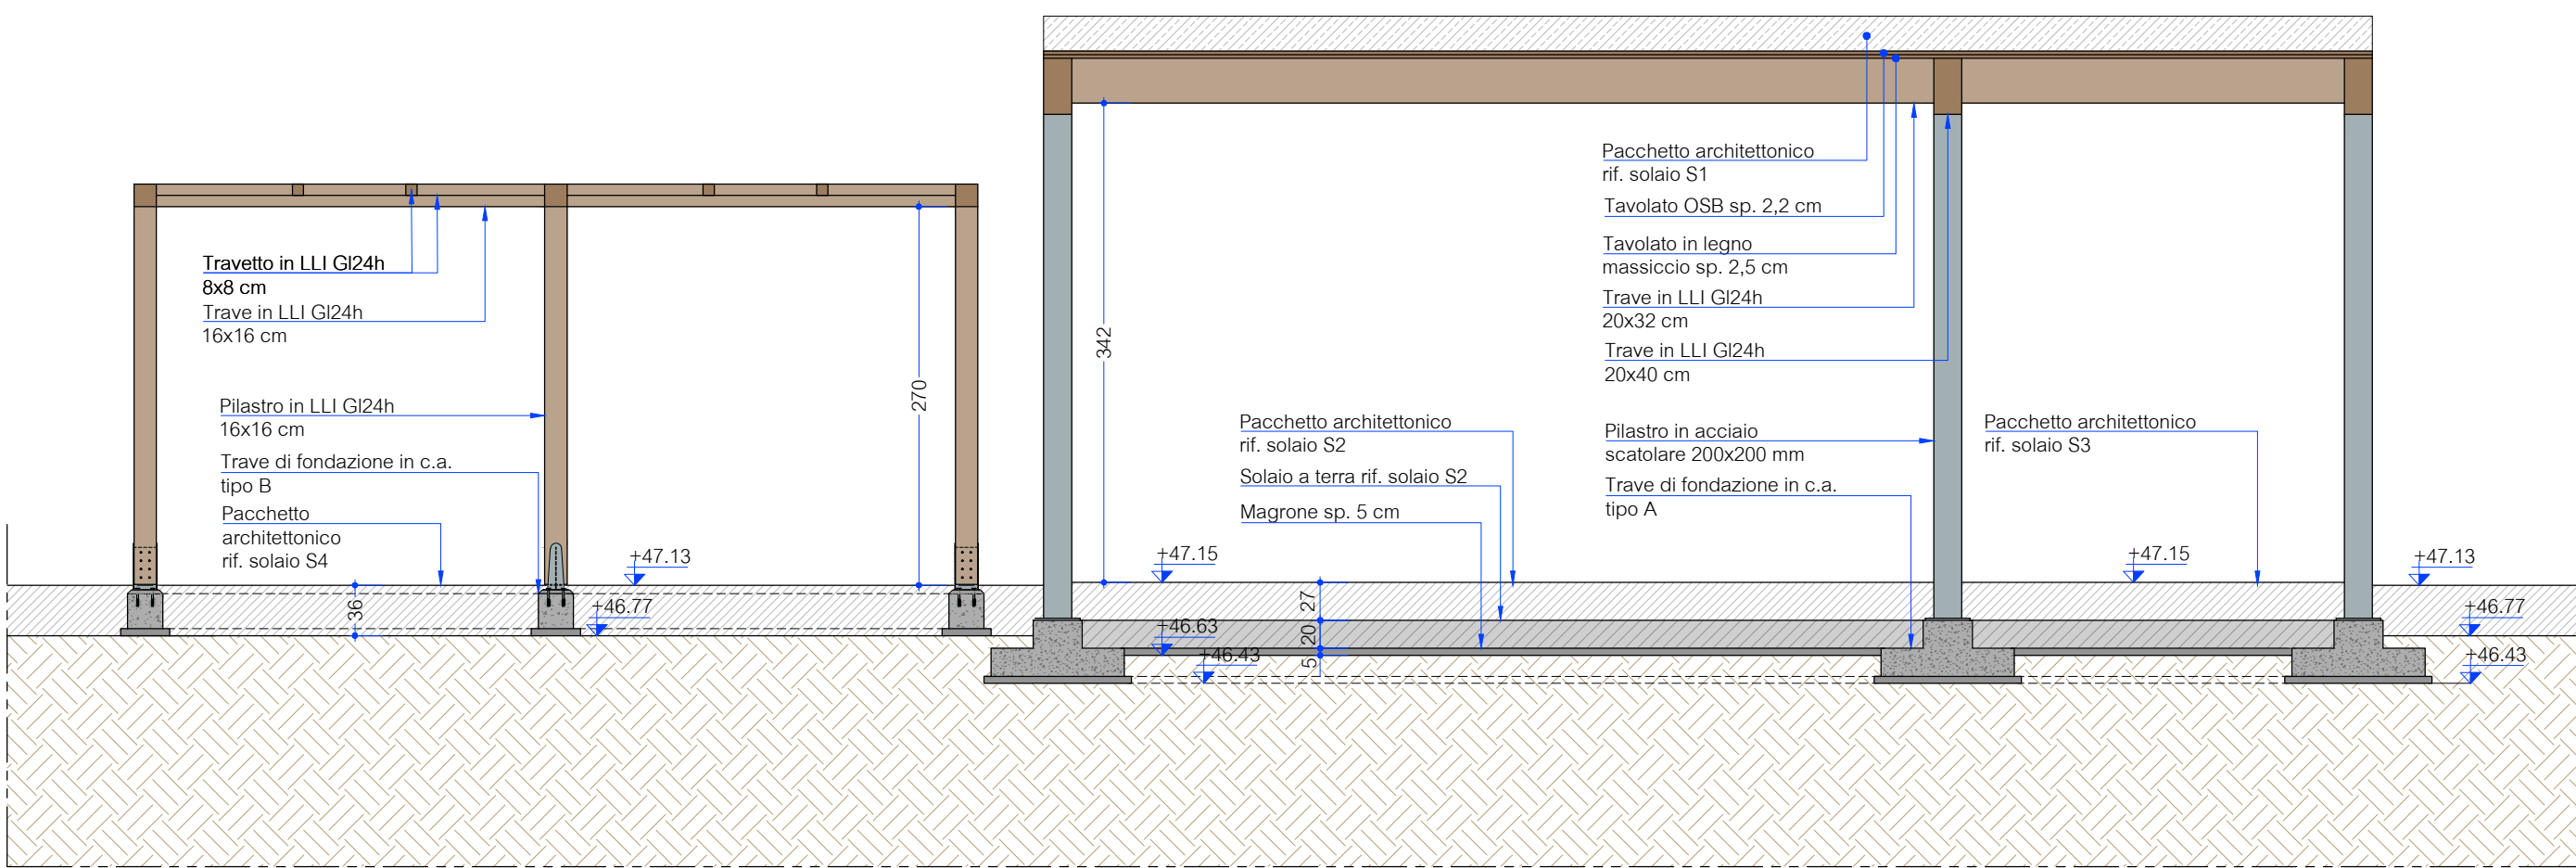 Travetto in LLI Gl24h
8x8 cm
Trave in LLI Gl24h
16x16 cm
Pilastro in LLI Gl24h
16x16 cm
Trave di fondazione in c.a.
tipo B
Pacchetto
architettonico
rif. solaio S4
270
36
+47.13
+46.77
342
Pacchetto architettonico
rif. solaio S1
Tavolato OSB sp. 2,2 cm
Tavolato in legno
massiccio sp. 2,5 cm
Trave in LLI Gl24h
20x32 cm
Trave in LLI Gl24h
20x40 cm
Pilastro in acciaio
scatolare 200x200 mm
Trave di fondazione in c.a.
tipo A
Pacchetto architettonico
rif. solaio S2
Solaio a terra rif. solaio S2
Magrone sp. 5 cm
Pacchetto architettonico
rif. solaio S3
+47.15
27
20
5
+46.63
+46.43
+47.15
+47.13
+46.77
+46.43